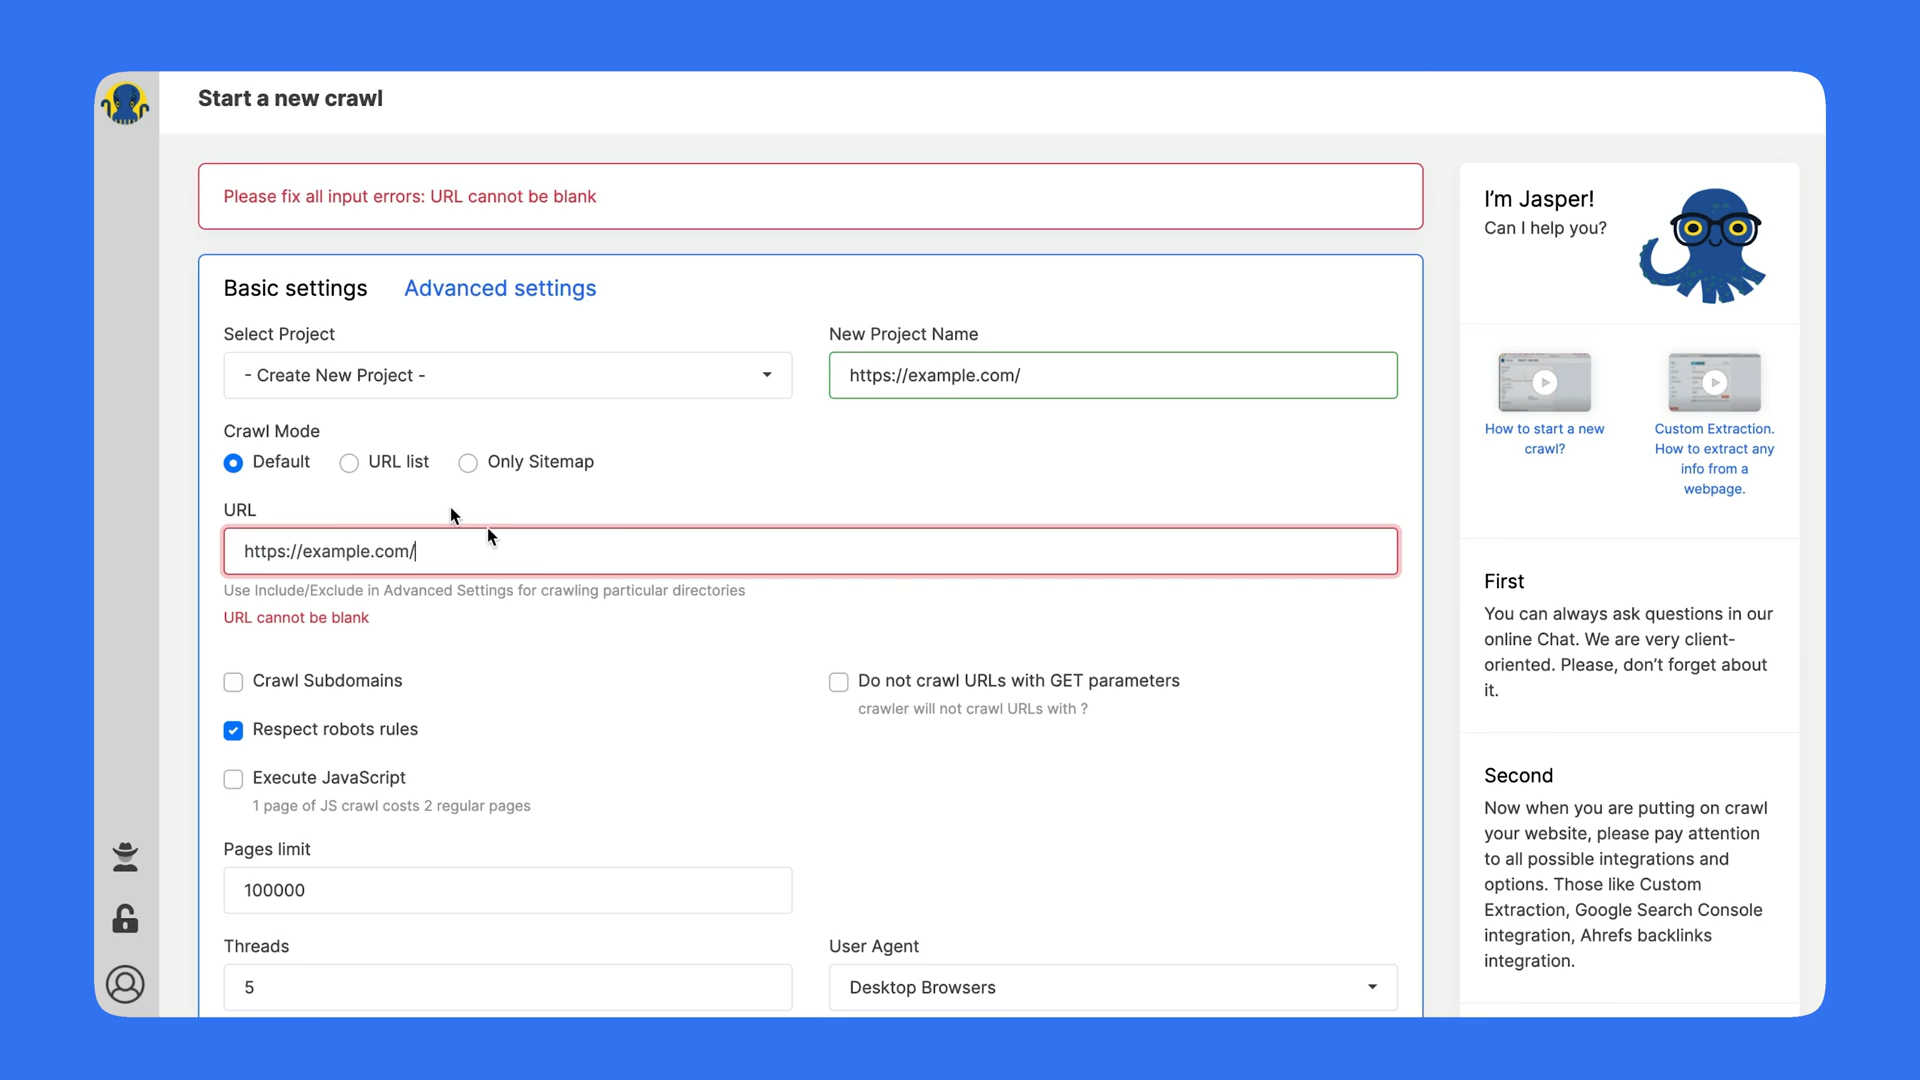 Start a new crawl
Please fix all input errors: URL cannot be blank
Basic settings
Advanced settings
Select Project
New Project Name
- Create New Project -
https://example.com/
Crawl Mode
Default
URL list
Only Sitemap
URL
https://example.com/
Use Include/Exclude in Advanced Settings for crawling particular directories
URL cannot be blank
Crawl Subdomains
Do not crawl URLs with GET parameters
crawler will not crawl URLs with ?
Respect robots rules
Execute JavaScript
1 page of JS crawl costs 2 regular pages
Pages limit
100000
Threads
User Agent
5
Desktop Browsers
I'm Jasper!
Can I help you?
How to start a new
crawl?
Custom Extraction.
How to extract any
info from a
webpage.
First
You can always ask questions in our
online Chat. We are very client-
oriented. Please, don't forget about
it.
Second
Now when you are putting on crawl
your website, please pay attention
to all possible integrations and
options. Those like Custom
Extraction, Google Search Console
integration, Ahrefs backlinks
integration.